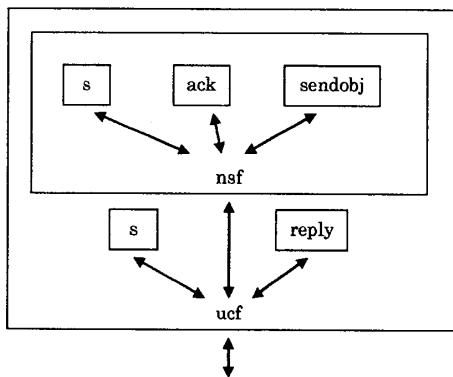 s ack sendobj
nsf
s reply
ucf